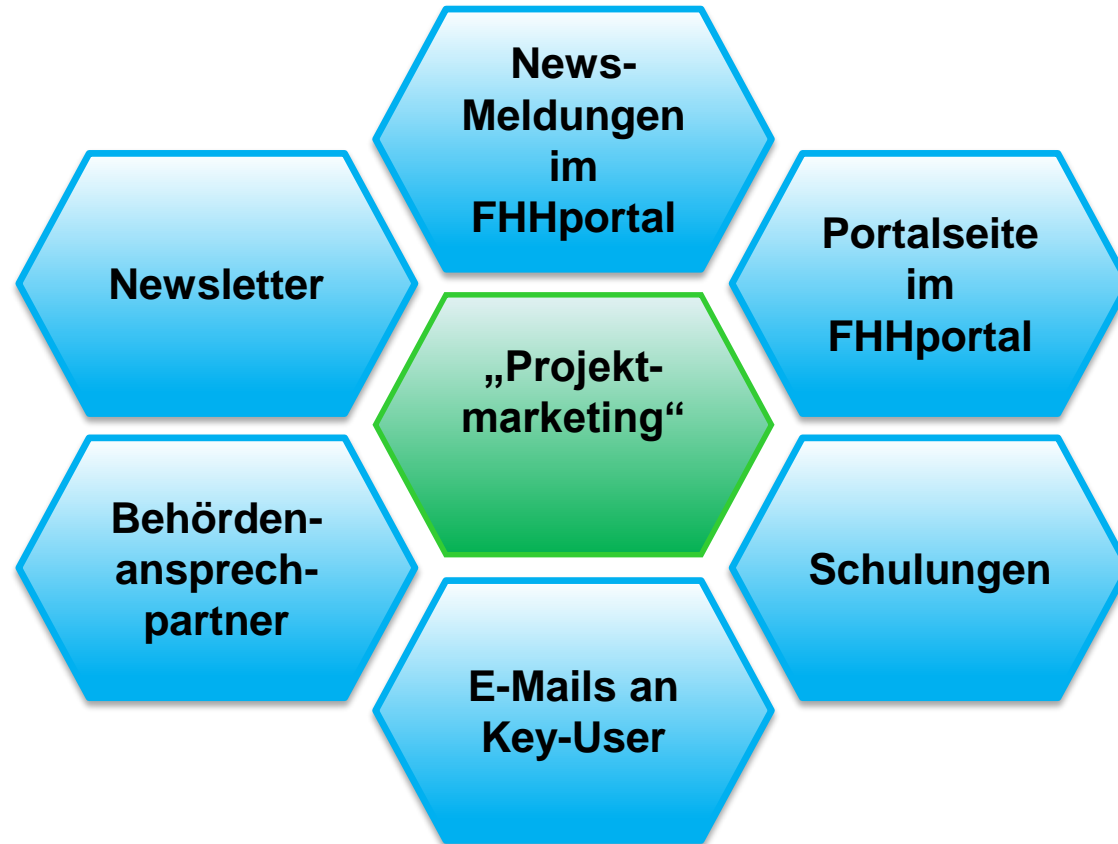 News-
Meldungen
im
FHHportal
Portalseite
im
FHHportal
Newsletter
„Projekt-
marketing“
Behörden-
ansprech-
partner
Schulungen
E-Mails an
Key-User